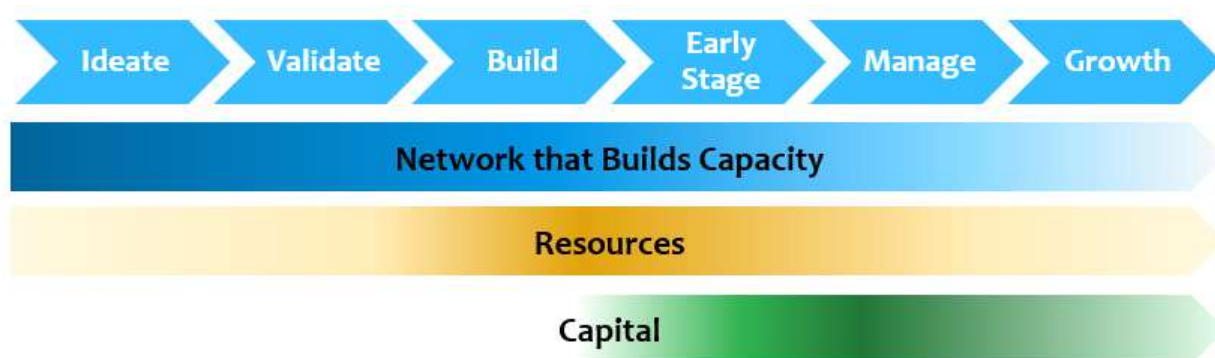 Ideate
Validate
Build
Early
Stage
Manage
Growth
Network that Builds Capacity
Resources
Capital